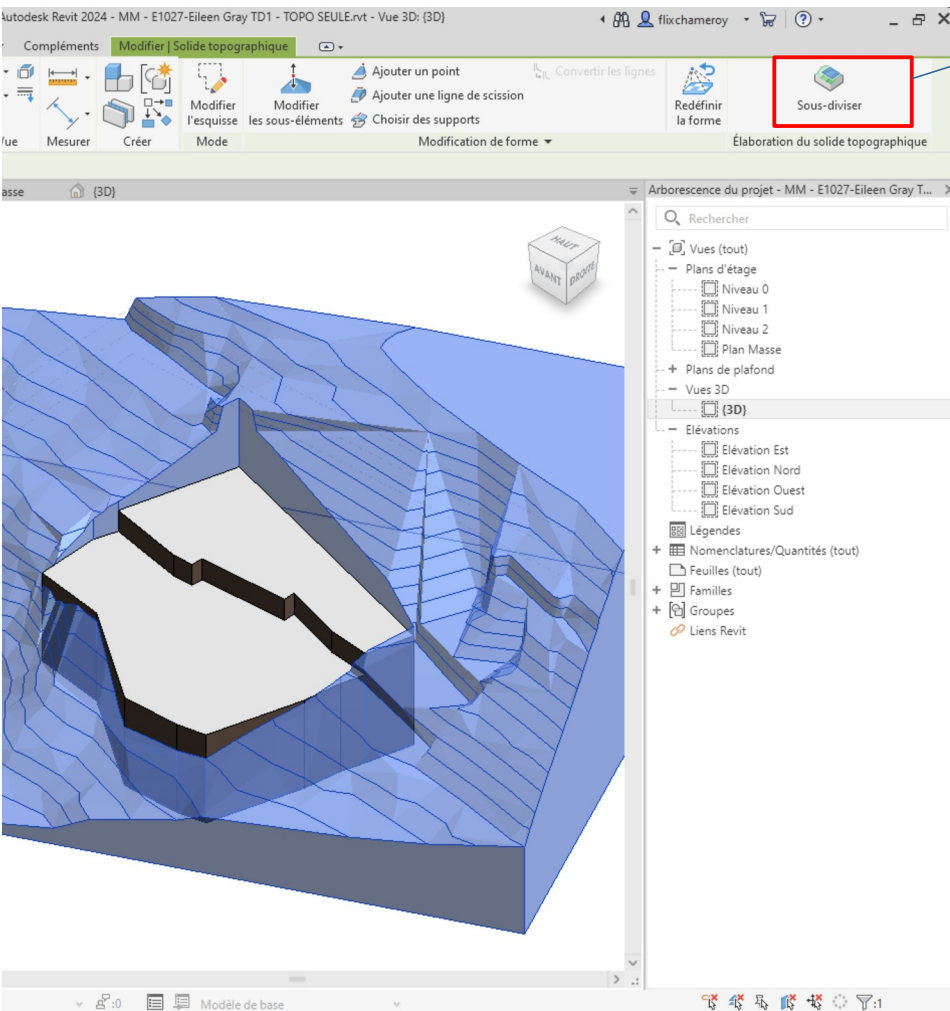 Autodesk Revit 2024 - MM - E1027-Eileen Gray TD1 - TOPO SEULE.rvt - Vue 3D: {3D}
flixchameroy
Compléments
Modifier | Solide topographique
Modifier l'esquisse
Modifier les sous-éléments
Ajouter un point
Ajouter une ligne de scission
Choisir des supports
Convertir les lignes
Redéfinir la forme
Sous-diviser
Mesurer
Créer
Mode
Modification de forme
Élaboration du solide topographique
{3D}
Arborescence du projet - MM - E1027-Eileen Gray T...
Rechercher
Vues (tout)
Plans d'étage
Niveau 0
Niveau 1
Niveau 2
Plan Masse
Plans de plafond
Vues 3D
{3D}
Elévations
Elévation Est
Elévation Nord
Elévation Ouest
Elévation Sud
Légendes
Nomenclatures/Quantités (tout)
Feuilles (tout)
Familles
Groupes
Liens Revit
HAUT
AVANT
DROITE
:0
Modèle de base
:1